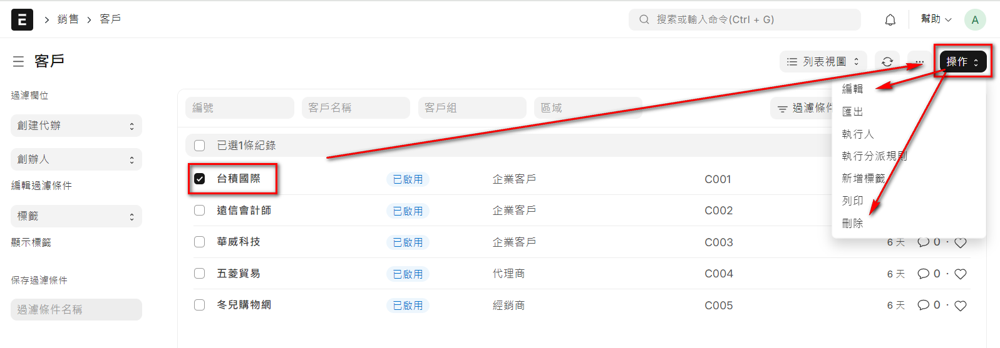 E
銷售
客戶
搜索或輸入命令(Ctrl + G)
幫助
A
客戶
列表視圖
...
操作
過濾欄位
創建代辦
創辦人
編輯過濾條件
標籤
顯示標籤
保存過濾條件
過濾條件名稱
編號
客戶名稱
客戶組
區域
過濾條件
已選1條紀錄
台積國際 已啟用 企業客戶 C001
遠信會計師 已啟用 企業客戶 C002
華威科技 已啟用 企業客戶 C003 6 天 0 ·
五菱貿易 已啟用 代理商 C004 6 天 0 ·
冬兒購物網 已啟用 經銷商 C005 6 天 0 ·
編輯
匯出
執行人
執行分派規則
新增標籤
列印
刪除